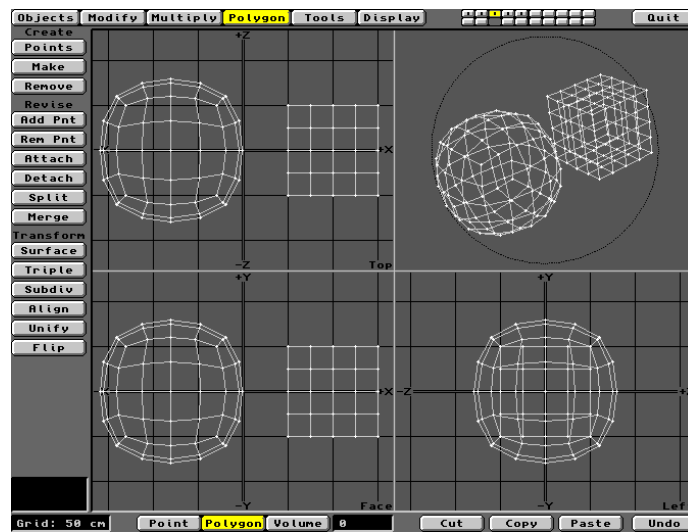 Objects Modify Multiply Polygon Tools Display Quit
Create
Points
Make
Remove
Revise
Add Pnt
Rem Pnt
Attach
Detach
Split
Merge
Transform
Surface
Triple
Subdiv
Align
Unify
Flip
+Z
+X
-Z
Top
+Y
+X
-Y
Face
+Y
-Z
-Y
Lef
Grid: 50 cm Point Polygon Volume 0 Cut Copy Paste Undo